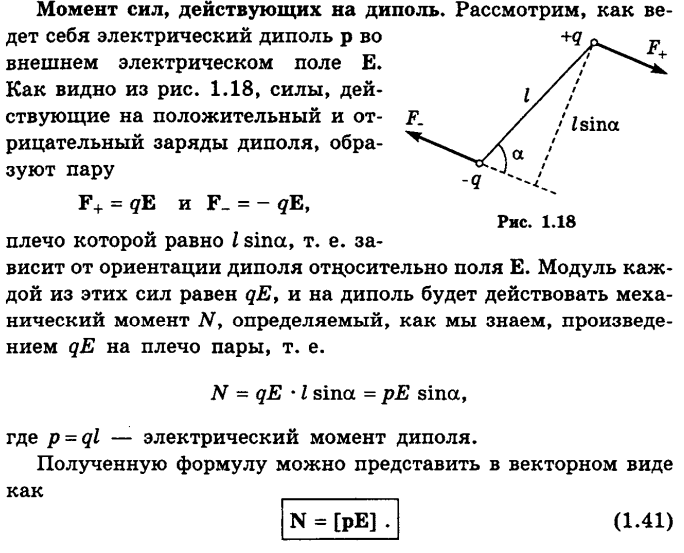 Момент сил, действующих на диполь. Рассмотрим, как ве-
дет себя электрический диполь p во
внешнем электрическом поле E.
Как видно из рис. 1.18, силы, дей-
ствующие на положительный и от-
рицательный заряды диполя, обра-
зуют пару
F₊ = qE и F₋ = – qE,
+q
F₊
l
l sinα
F₋
α
-q
Рис. 1.18
плечо которой равно l sinα, т. е. за-
висит от ориентации диполя относительно поля E. Модуль каж-
дой из этих сил равен qE, и на диполь будет действовать меха-
нический момент N, определяемый, как мы знаем, произведе-
нием qE на плечо пары, т. е.
N = qE · l sinα = pE sinα,
где p = ql — электрический момент диполя.
Полученную формулу можно представить в векторном виде
как
N = [pE] . (1.41)